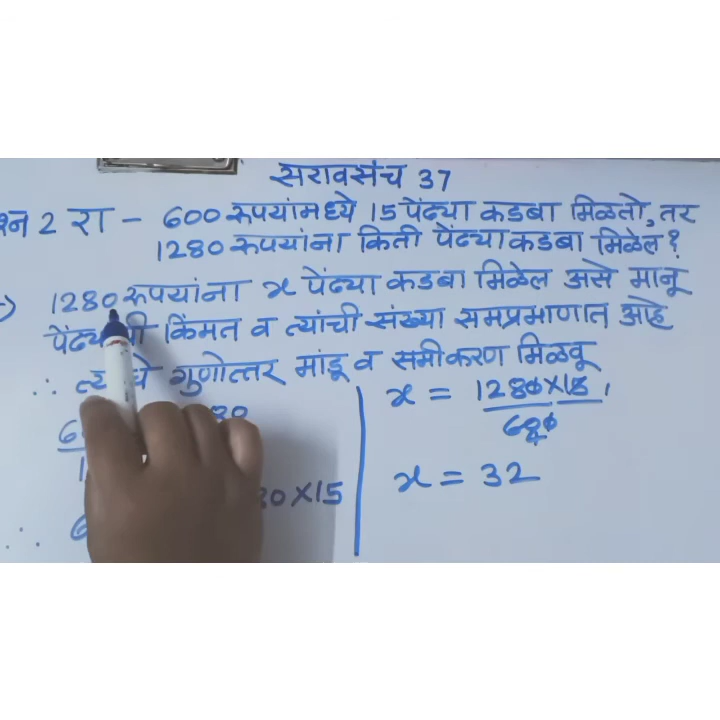 सरावसंच 37
2 रा - 600 रूपयांमध्ये 15 पेंढ्या कडबा मिळतो, तर
1280 रूपयांना किती पेंढ्या कडबा मिळेल ?
1280 रूपयांना x पेंढ्या कडबा मिळेल असे मानू
किंमत व त्यांची संख्या समप्रमाणात आहे
∴ गुणोत्तर मांडू व समीकरण मिळवू
x = 1280×15
600
×15
x = 32